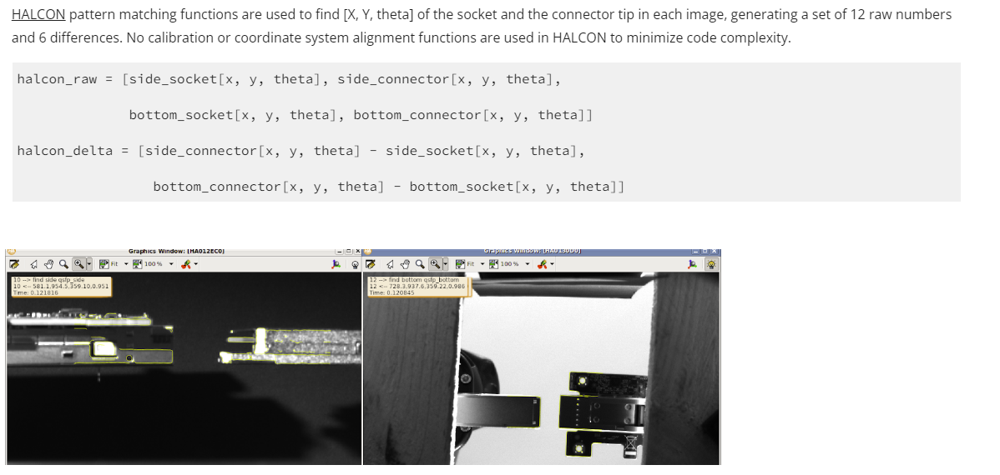 HALCON pattern matching functions are used to find [X, Y, theta] of the socket and the connector tip in each image, generating a set of 12 raw numbers
and 6 differences. No calibration or coordinate system alignment functions are used in HALCON to minimize code complexity.
halcon_raw = [side_socket[x, y, theta], side_connector[x, y, theta],
bottom_socket[x, y, theta], bottom_connector[x, y, theta]]
halcon_delta = [side_connector[x, y, theta] - side_socket[x, y, theta],
bottom_connector[x, y, theta] - bottom_socket[x, y, theta]]
Graphics Window: [HA012EC0]
Fit 100 %
10 --> find side qsfp_side
10 <-- 581.1,954.5,359.10,0.951
Time: 0.121816
Graphics Window: [HA013DD0]
Fit 100 %
12 --> find bottom qsfp_bottom
12 <-- 728.3,937.6,359.22,0.986
Time: 0.120845